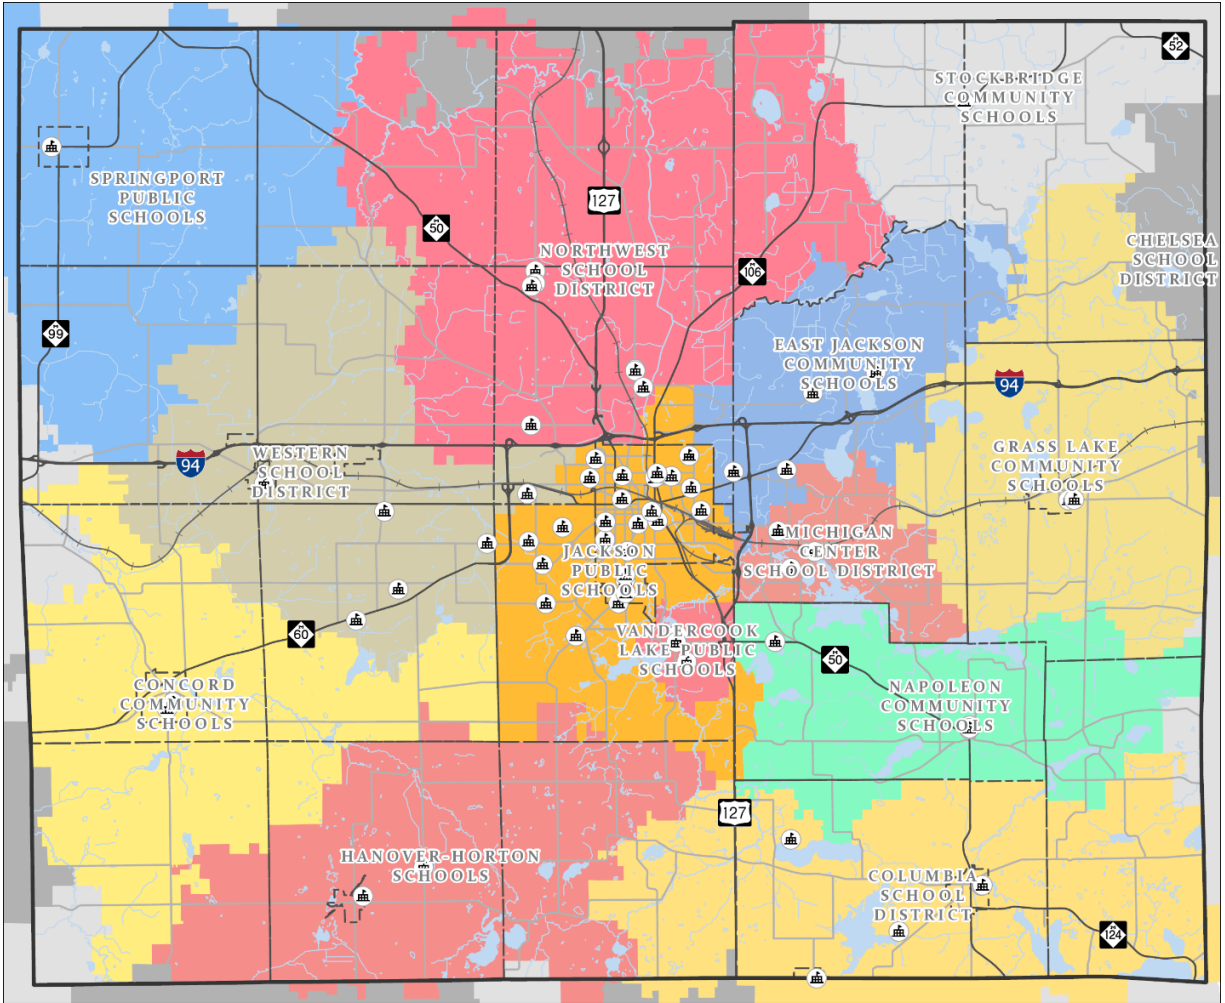 M
52
STOCKBRIDGE
COMMUNITY
SCHOOLS
SPRINGPORT
PUBLIC
SCHOOLS
127
M
50
NORTHWEST
SCHOOL
DISTRICT
CHELSEA
SCHOOL
DISTRICT
M
106
M
99
EAST JACKSON
COMMUNITY
SCHOOLS
94
WESTERN
SCHOOL
DISTRICT
94
GRASS LAKE
COMMUNITY
SCHOOLS
MICHIGAN
CENTER
SCHOOL DISTRICT
JACKSON
PUBLIC
SCHOOLS
M
60
VANDERCOOK
LAKE PUBLIC
SCHOOLS
M
50
CONCORD
COMMUNITY
SCHOOLS
NAPOLEON
COMMUNITY
SCHOOLS
127
HANOVER-HORTON
SCHOOLS
COLUMBIA
SCHOOL
DISTRICT
M
124